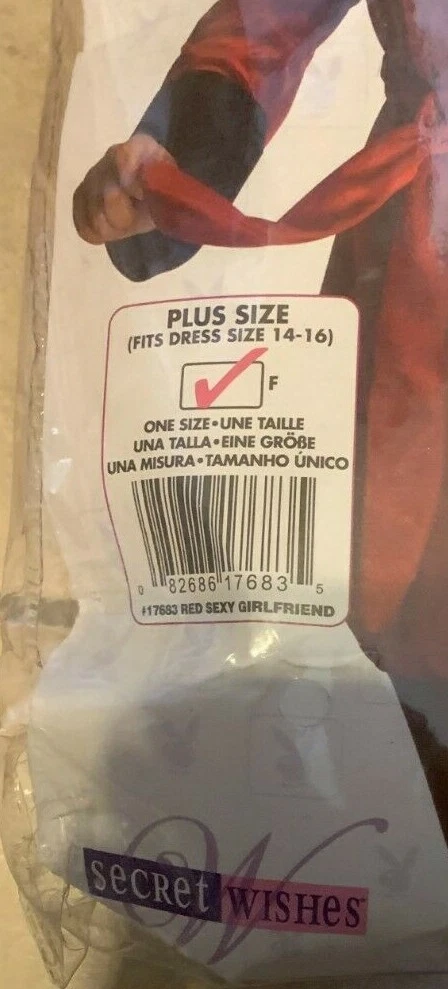 PLUS SIZE
(FITS DRESS SIZE 14-16)
F
ONE SIZE•UNE TAILLE
UNA TALLA•EINE GRÖßE
UNA MISURA•TAMANHO ÚNICO
0 82686 17683 5
#17683 RED SEXY GIRLFRIEND
W
secRet WISHes